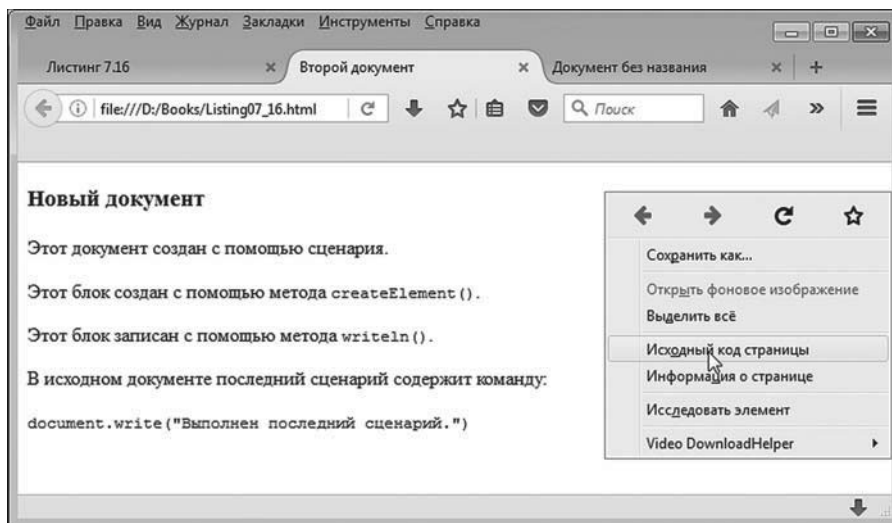 Файл Правка Вид Журнал Закладки Инструменты Справка
Листинг 7.16
Второй документ
Документ без названия
file:///D:/Books/Listing07_16.html
Поиск
Новый документ
Этот документ создан с помощью сценария.
Этот блок создан с помощью метода createElement().
Этот блок записан с помощью метода writeln().
В исходном документе последний сценарий содержит команду:
document.write("Выполнен последний сценарий.")
Сохранить как...
Открыть фоновое изображение
Выделить всё
Исходный код страницы
Информация о странице
Исследовать элемент
Video DownloadHelper